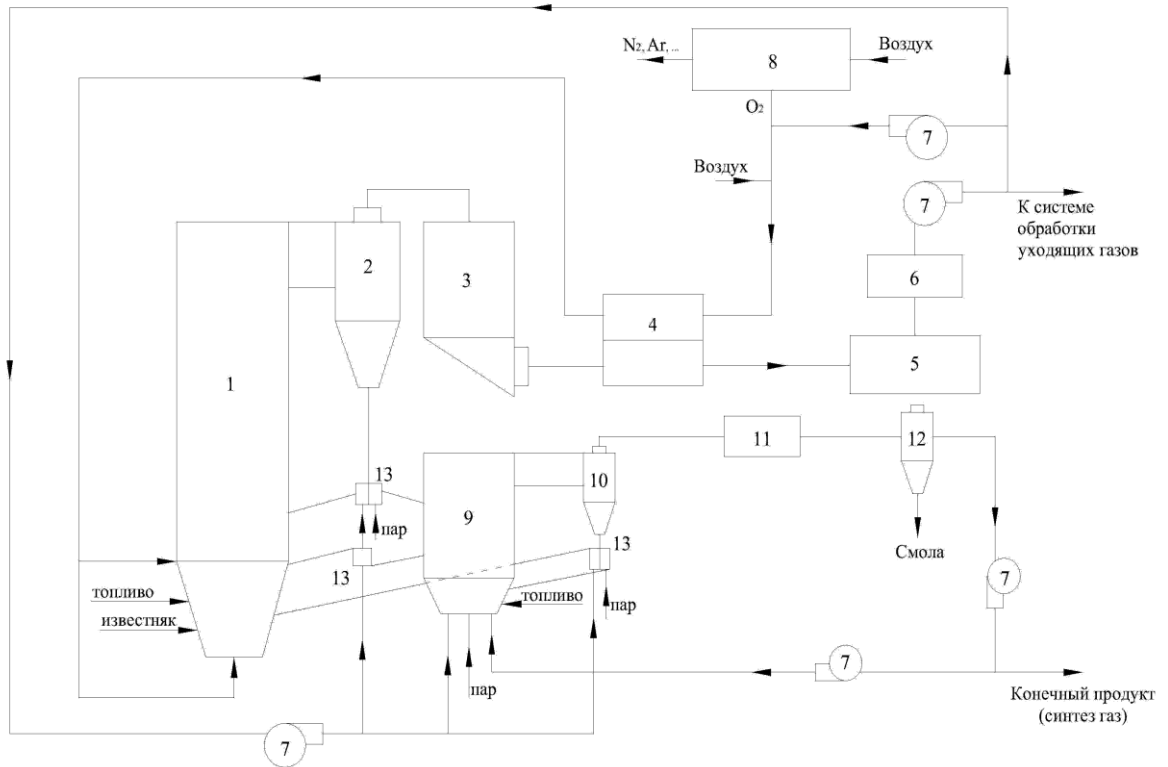 N₂, Ar, ...
8
Воздух
O₂
7
Воздух
7
К системе
обработки
уходящих газов
2
3
6
4
5
1
11
12
13
10
9
пар
13
Смола
13
топливо
топливо
известняк
пар
7
пар
7
Конечный продукт
(синтез газ)
7